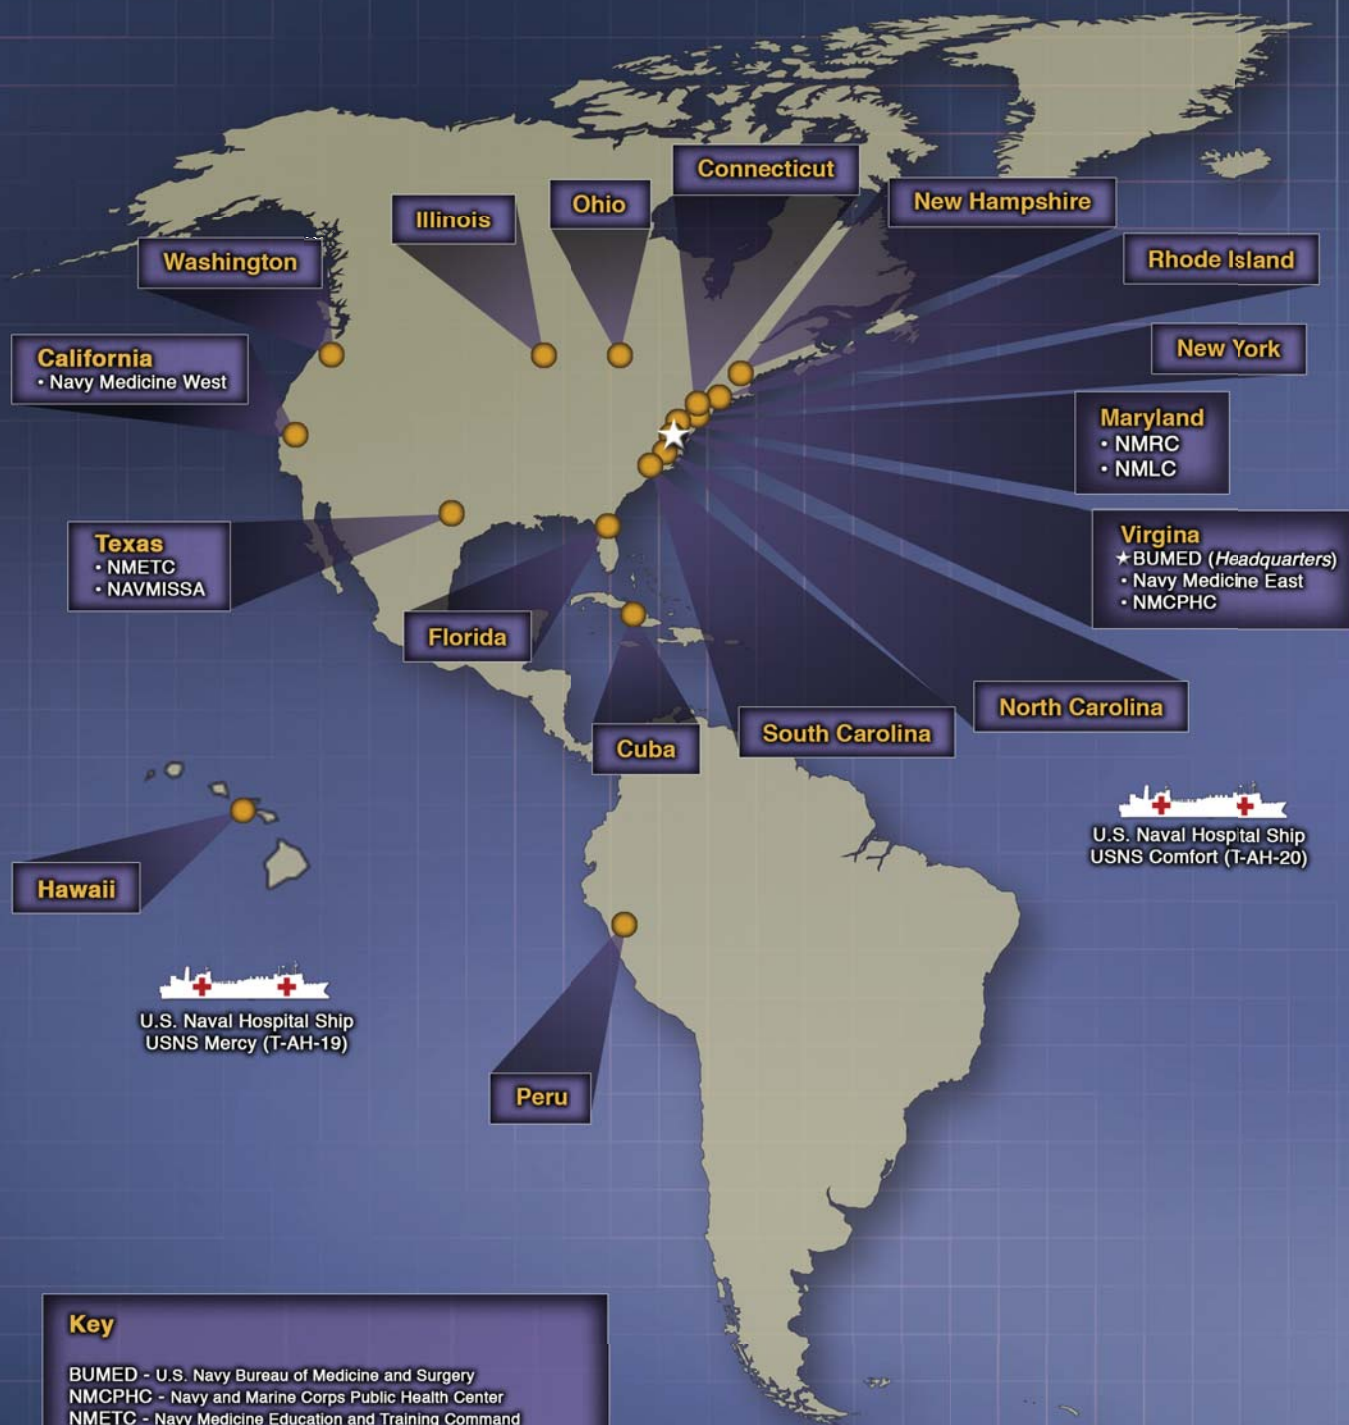 Connecticut
New Hampshire
Ohio
Illinois
Washington
Rhode Island
California
• Navy Medicine West
New York
Maryland
• NMRC
• NMLC
Texas
• NMETC
• NAVMISSA
Virgina
★BUMED (Headquarters)
• Navy Medicine East
• NMCPHC
Florida
North Carolina
South Carolina
Cuba
Hawaii
U.S. Naval Hospital Ship
USNS Comfort (T-AH-20)
U.S. Naval Hospital Ship
USNS Mercy (T-AH-19)
Peru
Key
BUMED - U.S. Navy Bureau of Medicine and Surgery
NMCPHC - Navy and Marine Corps Public Health Center
NMETC - Navy Medicine Education and Training Command